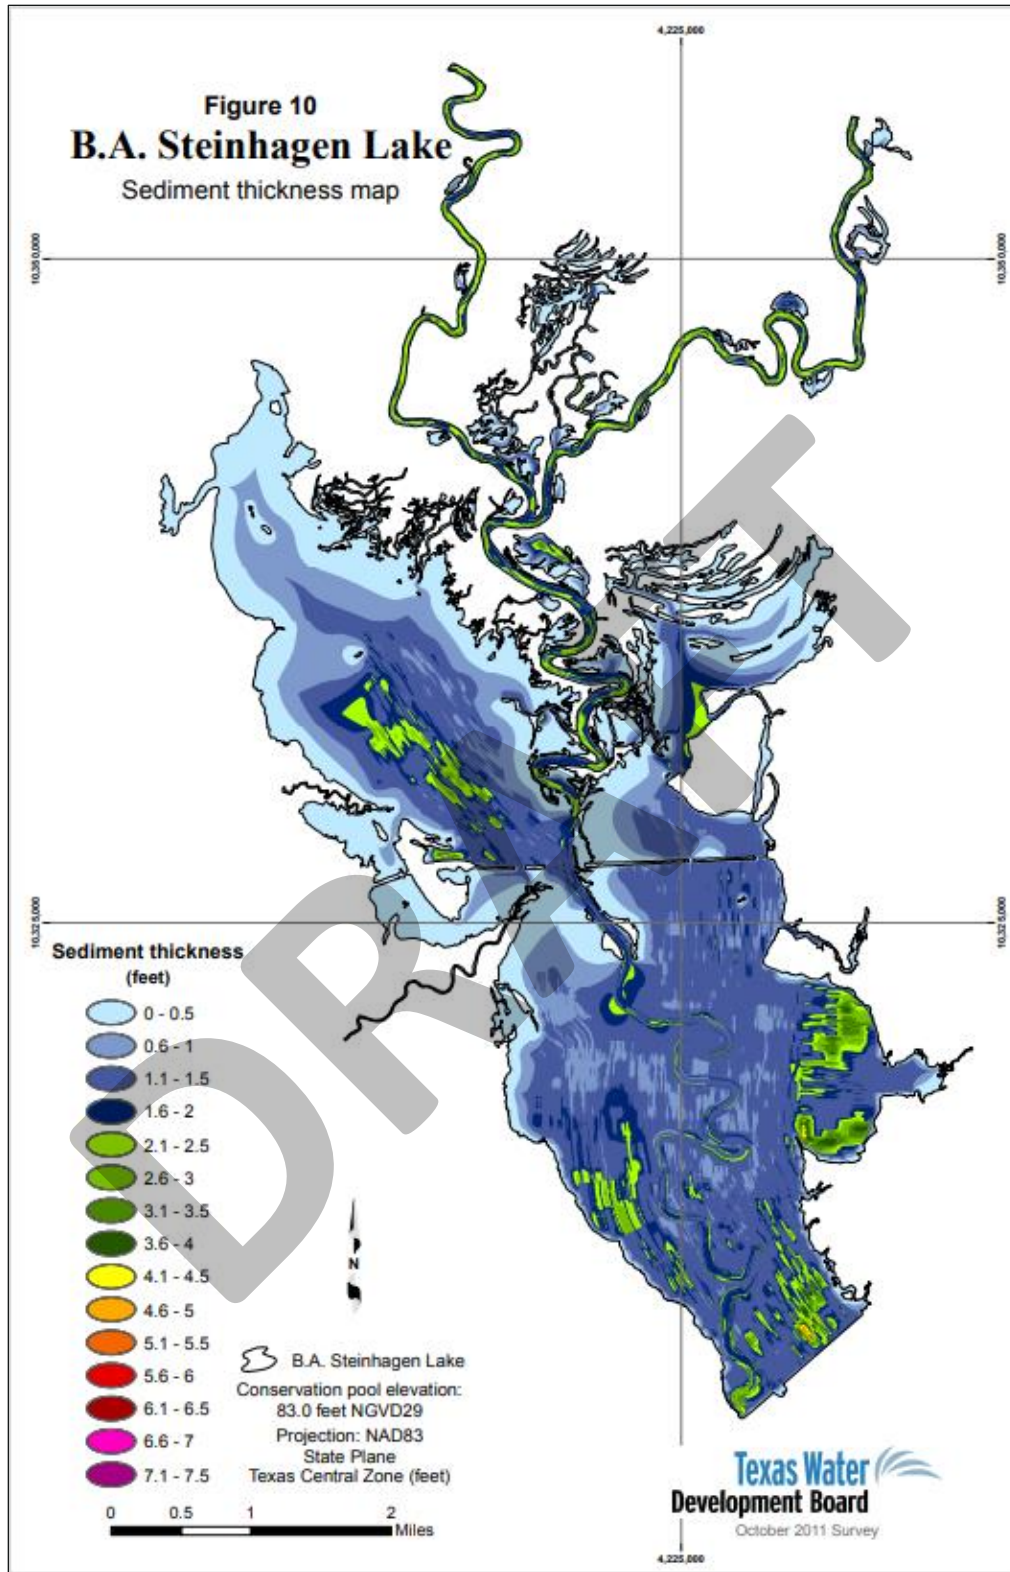 4,225,000
Figure 10
B.A. Steinhagen Lake
Sediment thickness map
10,350,000
10,350,000
DRAFT
10,325,000
10,325,000
Sediment thickness
(feet)
0 - 0.5
0.6 - 1
1.1 - 1.5
1.6 - 2
2.1 - 2.5
2.6 - 3
3.1 - 3.5
3.6 - 4
4.1 - 4.5
4.6 - 5
5.1 - 5.5
5.6 - 6
6.1 - 6.5
6.6 - 7
7.1 - 7.5
N
B.A. Steinhagen Lake
Conservation pool elevation:
83.0 feet NGVD29
Projection: NAD83
State Plane
Texas Central Zone (feet)
0 0.5 1 2
Miles
Texas Water
Development Board
October 2011 Survey
4,225,000